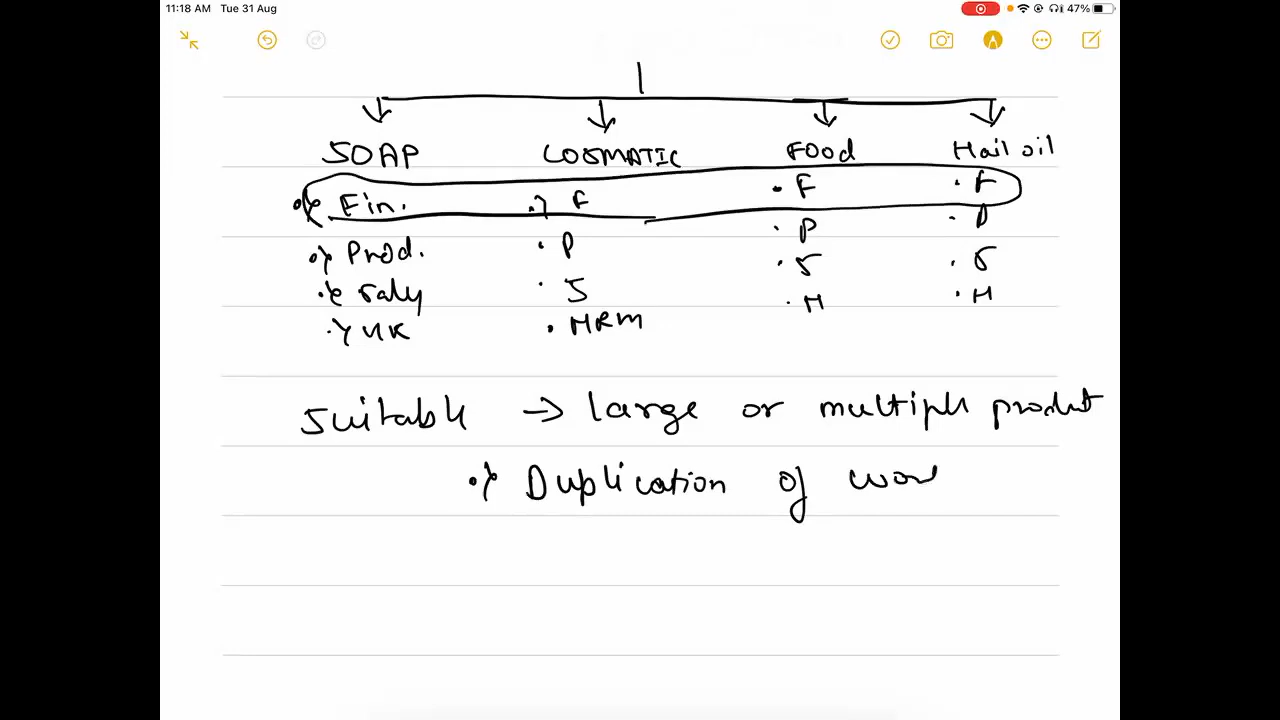 11:18 AM Tue 31 Aug 47%
SOAP COSMATIC Food Hail oil
Fin. F F F
Prod. P P P
S S S
HRM H H
Suitable → large or multiple product
Duplication of wor